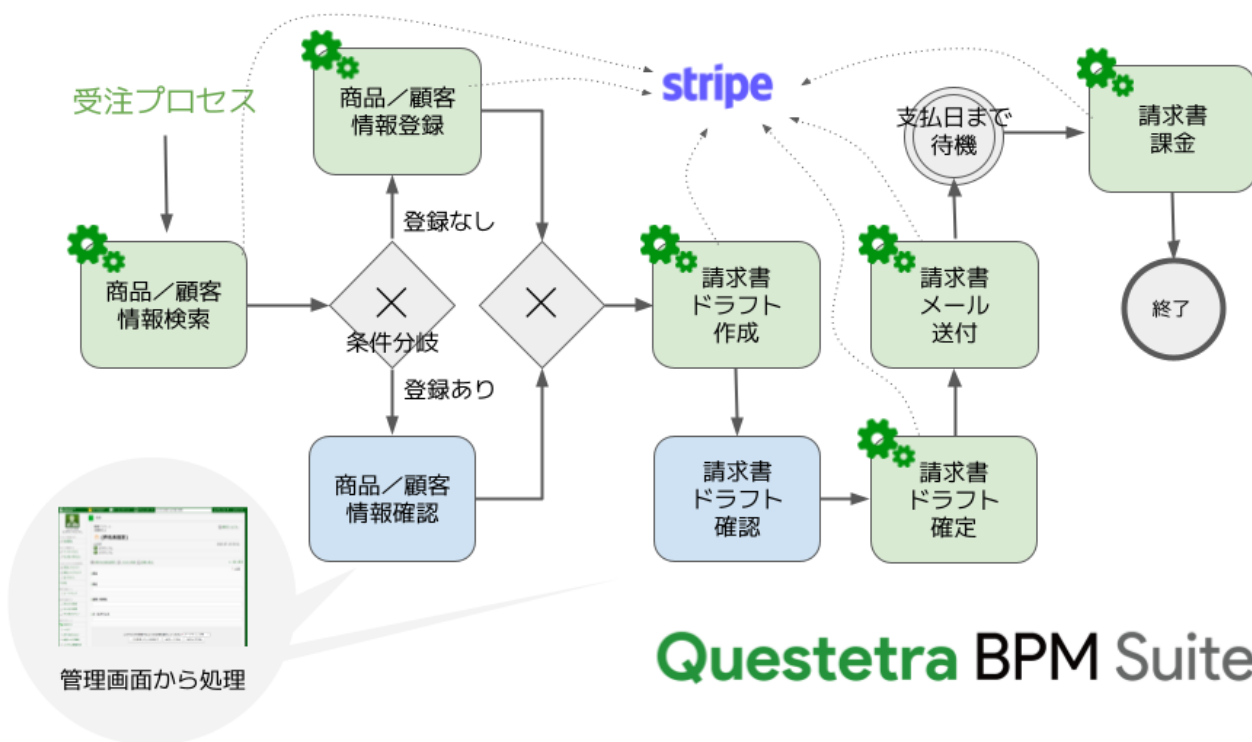 受注プロセス
商品／顧客
情報検索
商品／顧客
情報登録
登録なし
条件分岐
登録あり
商品／顧客
情報確認
stripe
請求書
ドラフト
作成
請求書
ドラフト
確認
請求書
ドラフト
確定
請求書
メール
送付
支払日まで
待機
請求書
課金
終了
管理画面から処理
Questetra BPM Suite